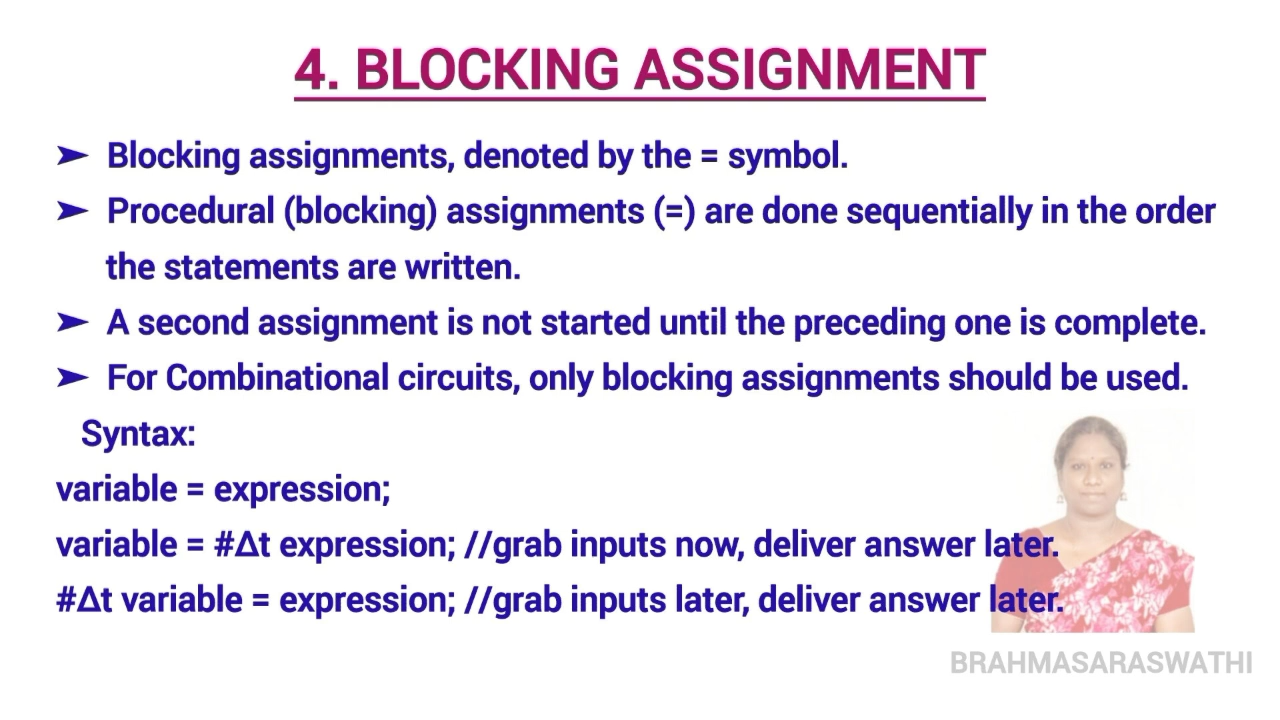 4. BLOCKING ASSIGNMENT
➤ Blocking assignments, denoted by the = symbol.
➤ Procedural (blocking) assignments (=) are done sequentially in the order
the statements are written.
➤ A second assignment is not started until the preceding one is complete.
➤ For Combinational circuits, only blocking assignments should be used.
Syntax:
variable = expression;
variable = #Δt expression; //grab inputs now, deliver answer later.
#Δt variable = expression; //grab inputs later, deliver answer later.
BRAHMASARASWATHI